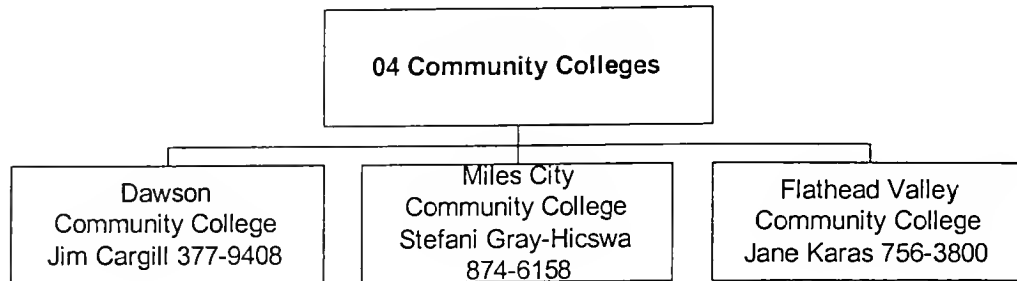 04 Community Colleges
Dawson
Community College
Jim Cargill 377-9408
Miles City
Community College
Stefani Gray-Hicswa
874-6158
Flathead Valley
Community College
Jane Karas 756-3800